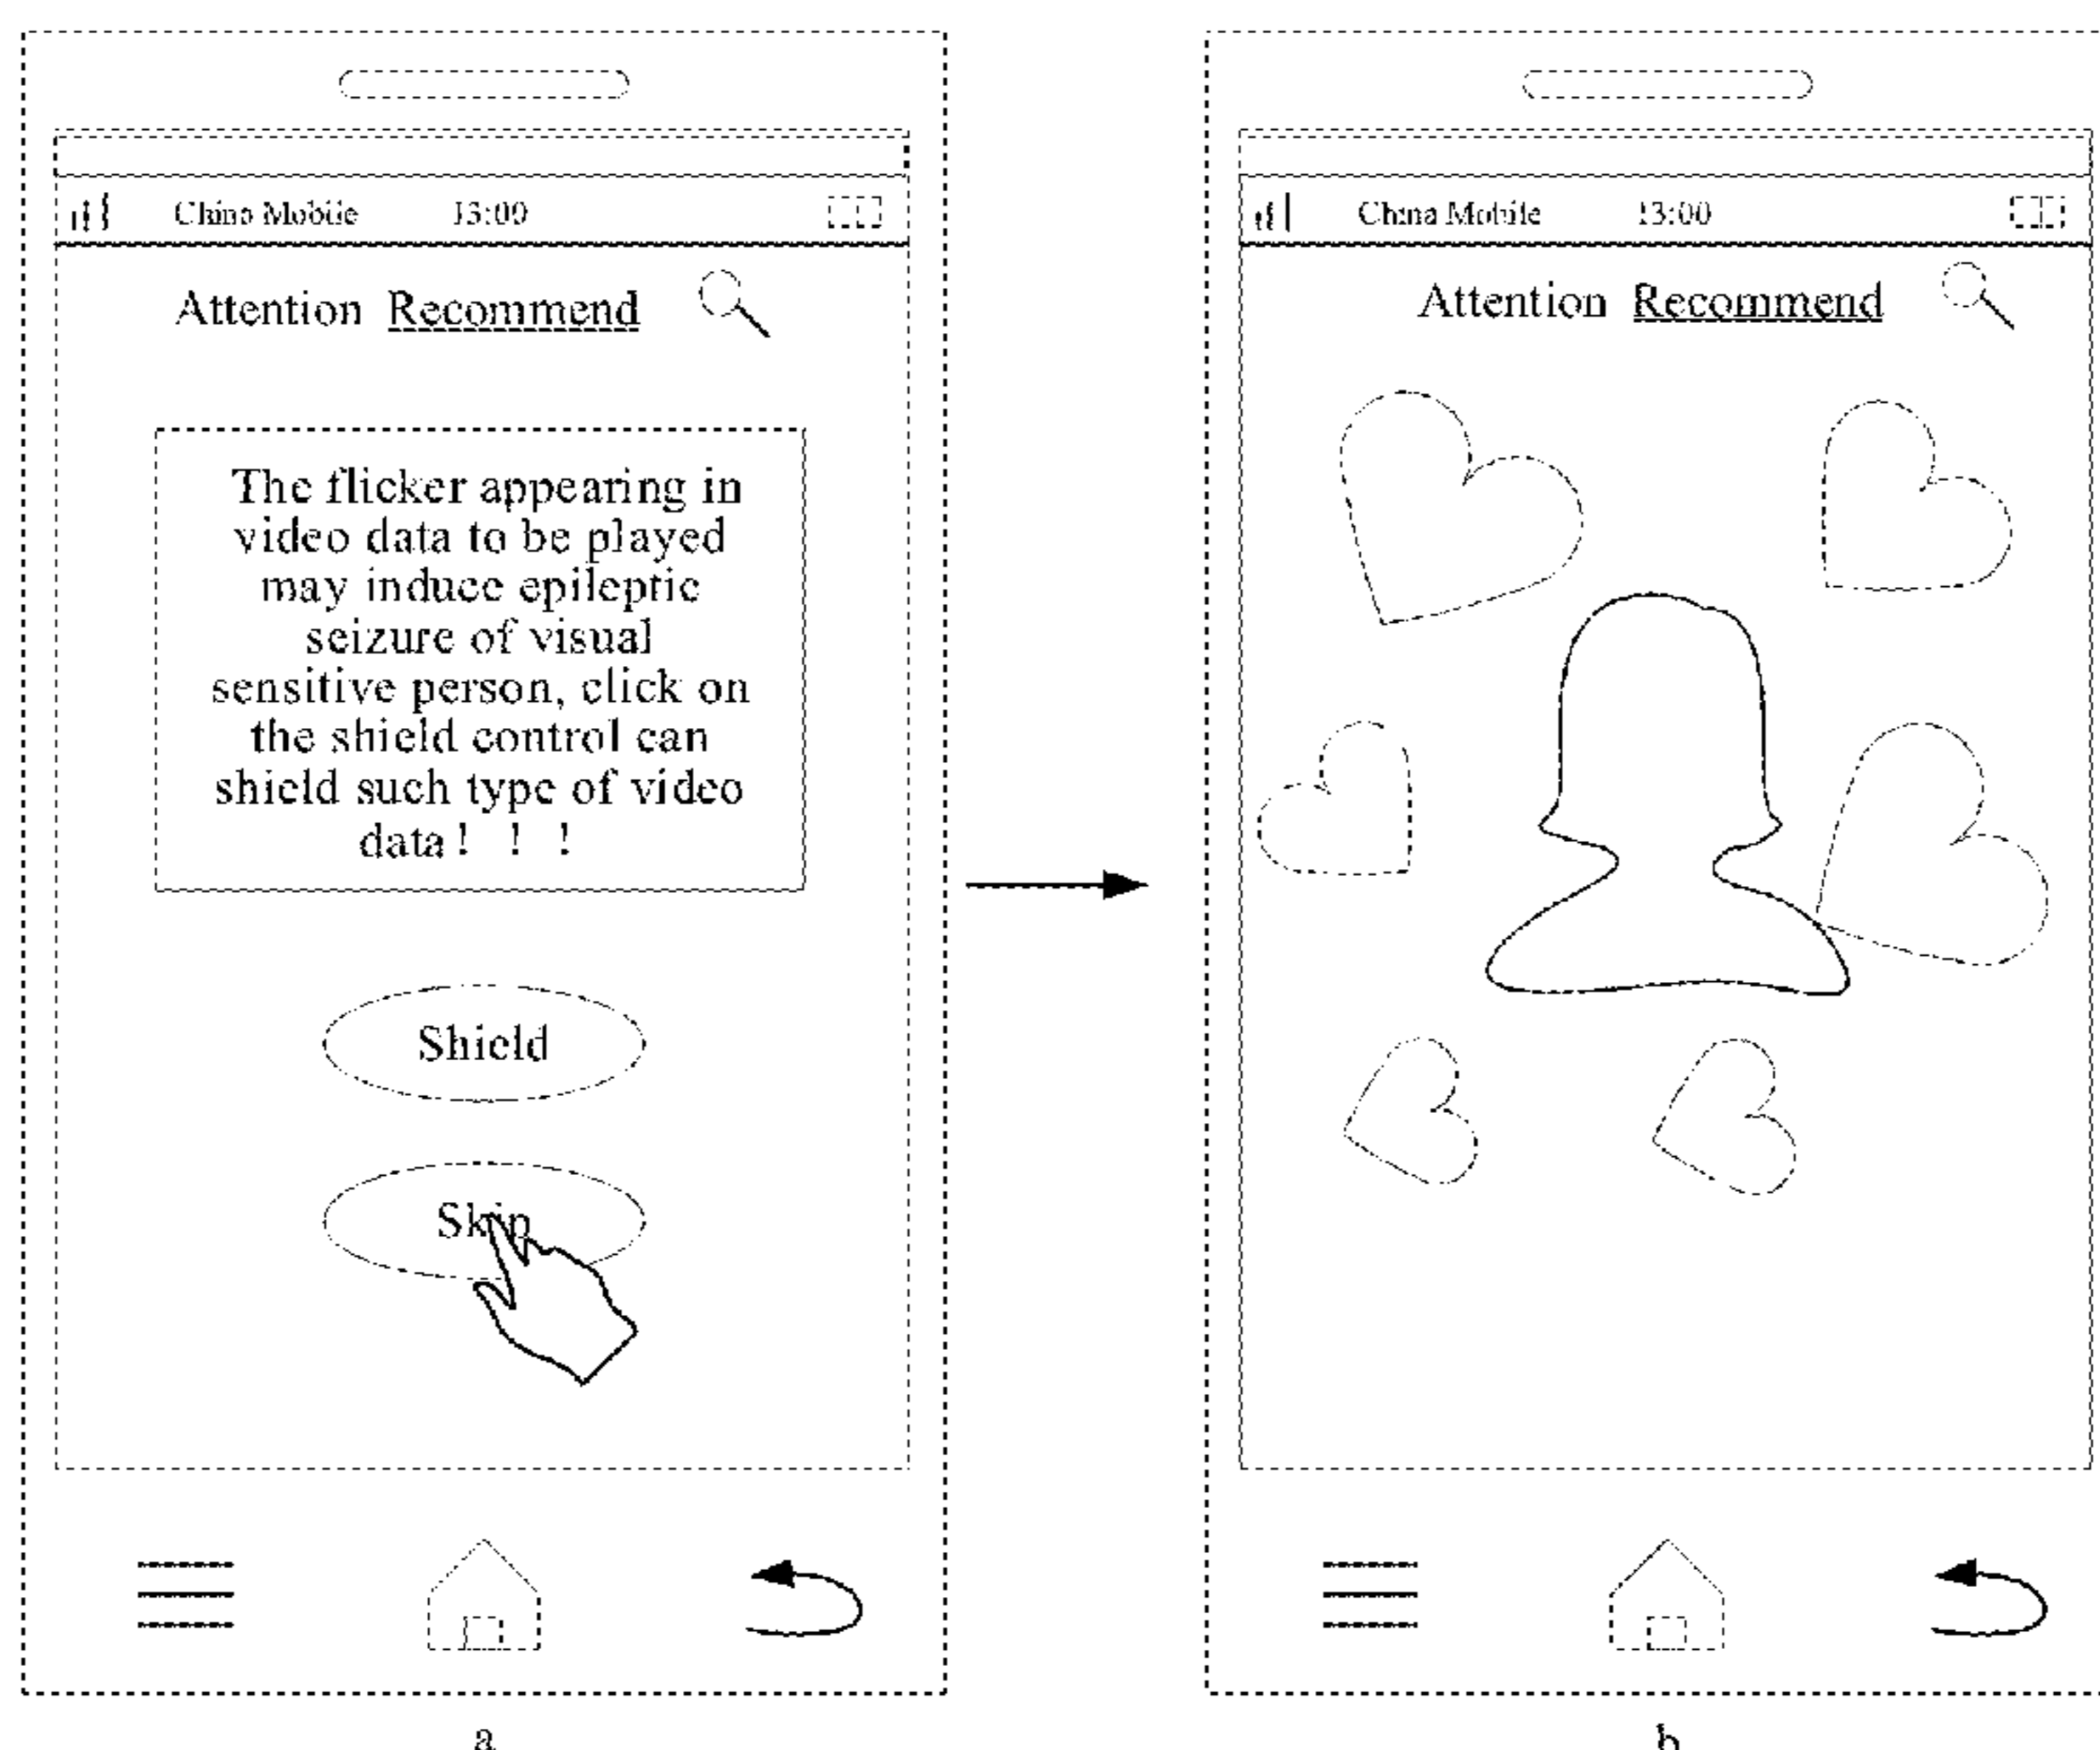 China Mobile 13:00
Attention Recommend
The flicker appearing in
video data to be played
may induce epileptic
seizure of visual
sensitive person, click on
the shield control can
shield such type of video
data! ! !
Shield
Skip
a
China Mobile 13:00
Attention Recommend
b